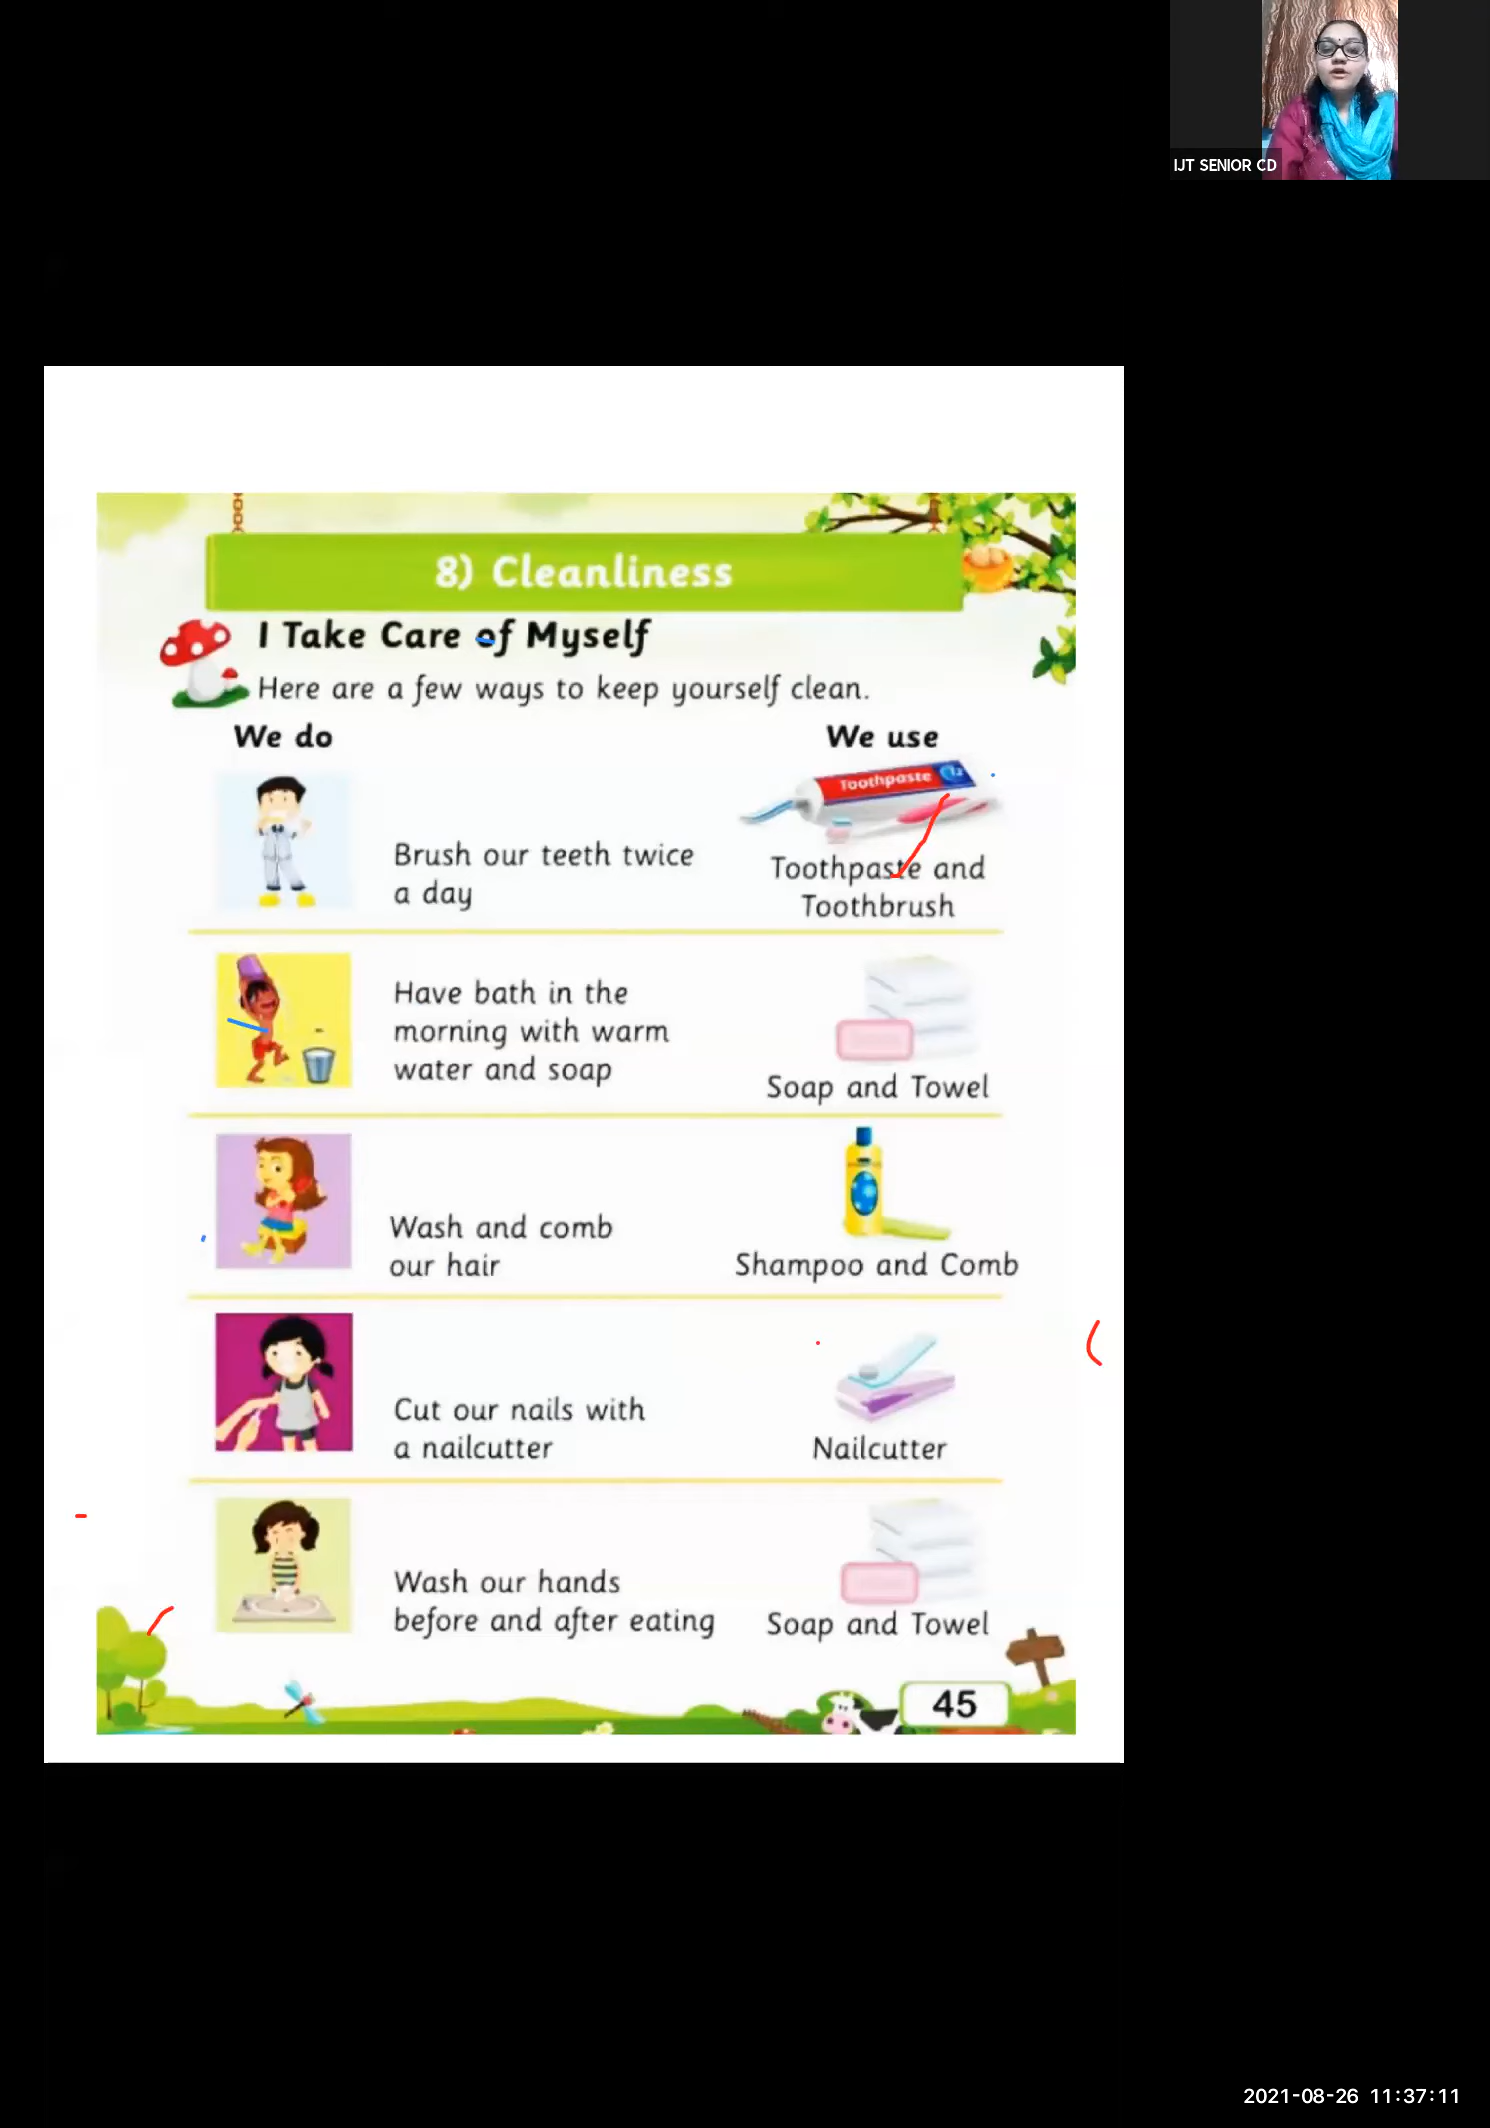 IJT SENIOR CD
8) Cleanliness
I Take Care of Myself
Here are a few ways to keep yourself clean.
We do
We use
Toothpaste
Brush our teeth twice
a day
Toothpaste and
Toothbrush
Have bath in the
morning with warm
water and soap
Soap and Towel
Wash and comb
our hair
Shampoo and Comb
Cut our nails with
a nailcutter
Nailcutter
Wash our hands
before and after eating
Soap and Towel
45
2021-08-26 11:37:11